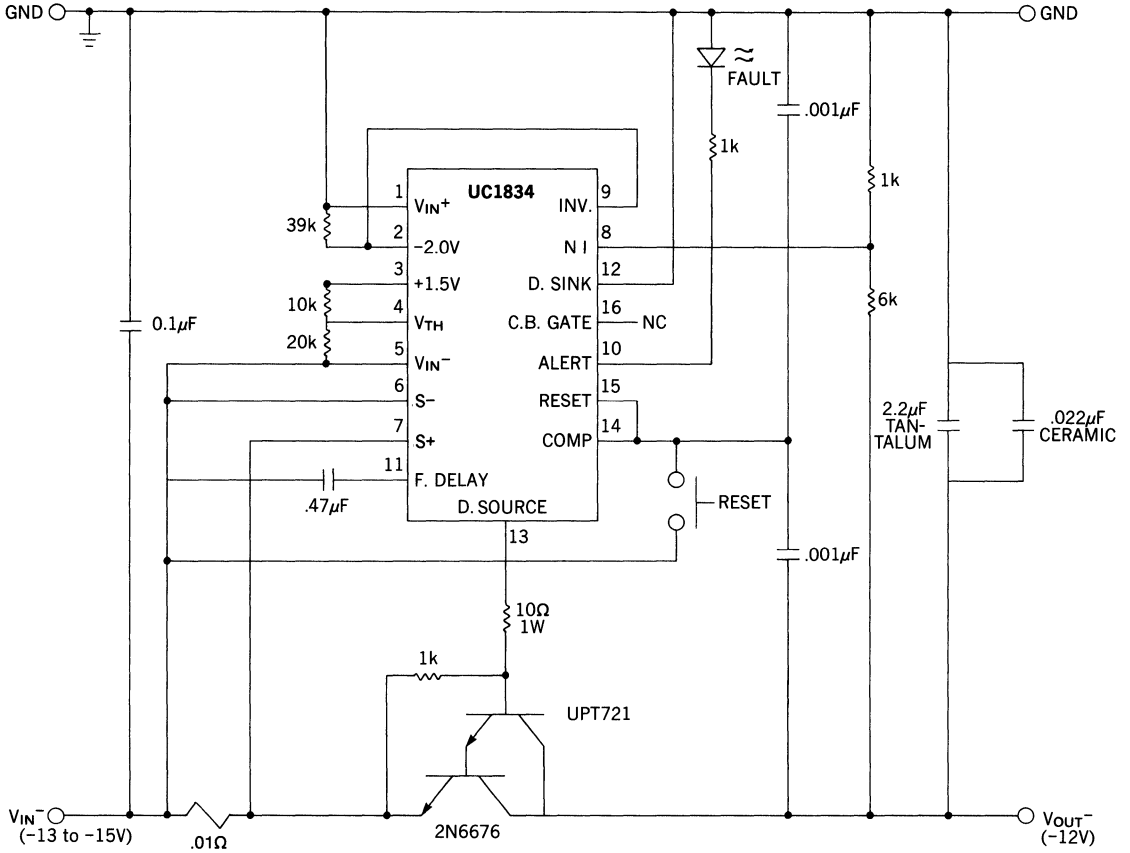 GND
GND
FAULT
.001µF
1k
1k
UC1834
1
VIN+
9
INV.
39k
2
-2.0V
8
N I
3
+1.5V
12
D. SINK
10k
6k
4
VTH
16
C.B. GATE
NC
0.1µF
20k
5
VIN-
10
ALERT
6
S-
15
RESET
2.2µF
TAN-
TALUM
.022µF
CERAMIC
7
S+
14
COMP
11
F. DELAY
.47µF
D. SOURCE
RESET
13
.001µF
10Ω
1W
1k
UPT721
VIN-
(-13 to -15V)
.01Ω
2N6676
VOUT-
(-12V)